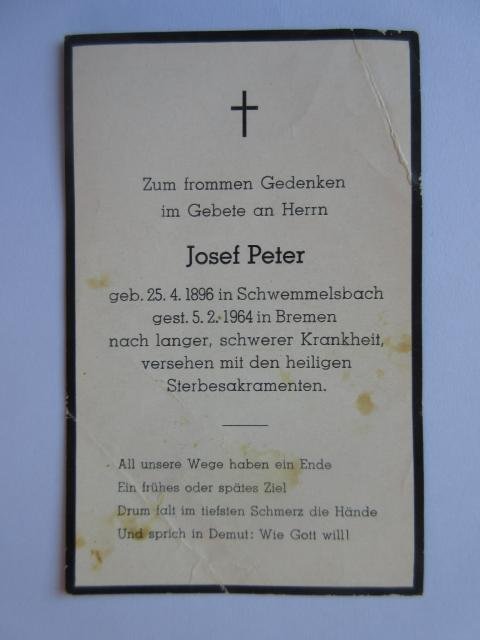 Zum frommen Gedenken
im Gebete an Herrn
Josef Peter
geb. 25. 4. 1896 in Schwemmelsbach
gest. 5. 2. 1964 in Bremen
nach langer, schwerer Krankheit,
versehen mit den heiligen
Sterbesakramenten.
All unsere Wege haben ein Ende
Ein frühes oder spätes Ziel
Drum falt im tiefsten Schmerz die Hände
Und sprich in Demut: Wie Gott will!